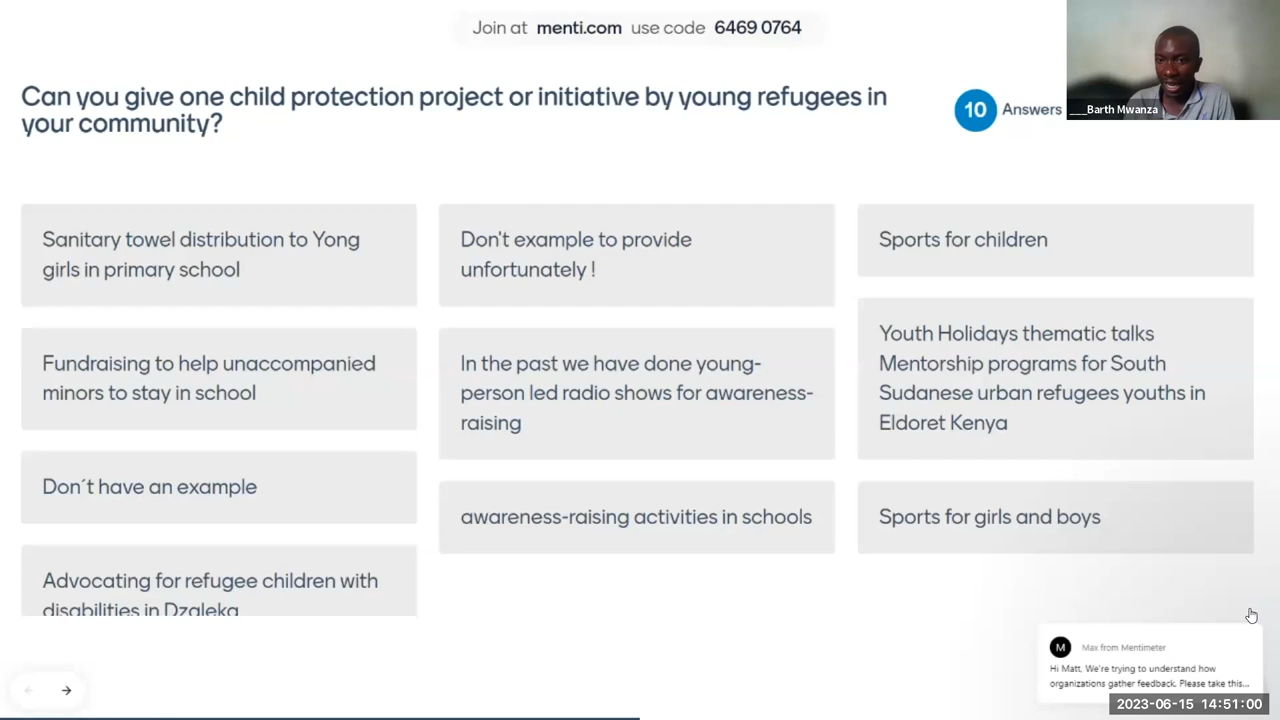 Join at menti.com use code 6469 0764
Can you give one child protection project or initiative by young refugees in
your community?
10 Answers
___Barth Mwanza
Sanitary towel distribution to Yong
girls in primary school
Fundraising to help unaccompanied
minors to stay in school
Don´t have an example
Advocating for refugee children with
disabilities in Dzaleka
Don't example to provide
unfortunately !
In the past we have done young-
person led radio shows for awareness-
raising
awareness-raising activities in schools
Sports for children
Youth Holidays thematic talks
Mentorship programs for South
Sudanese urban refugees youths in
Eldoret Kenya
Sports for girls and boys
M
Max from Mentimeter
Hi Matt, We're trying to understand how
organizations gather feedback. Please take this...
2023-06-15 14:51:00